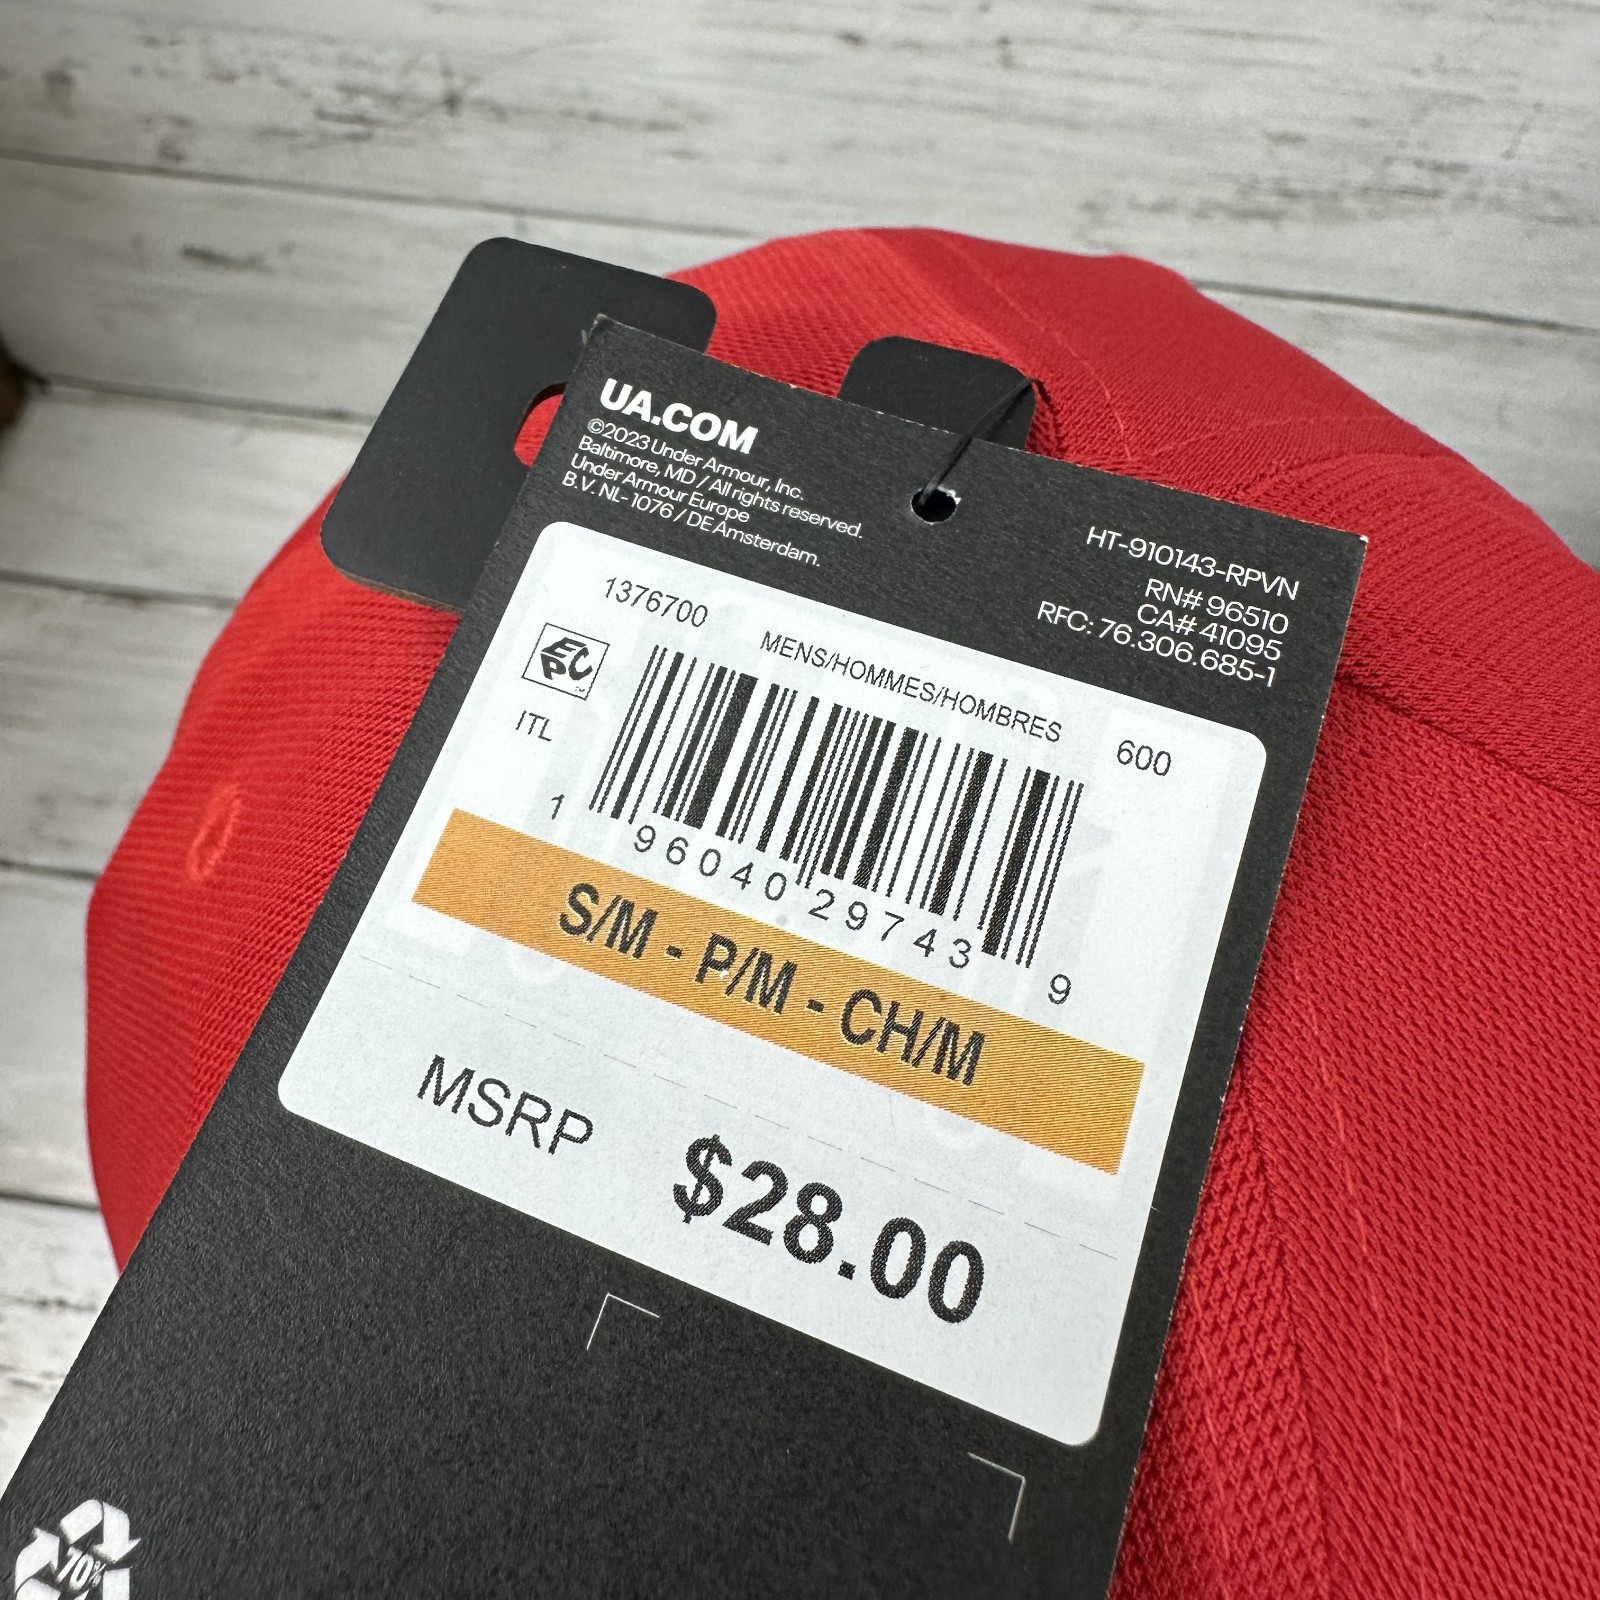 UA.COM
©2023 Under Armour, Inc.
Baltimore, MD / All rights reserved.
Under Armour Europe
B.V. NL-1076 / DE Amsterdam.
HT-910143-RPVN
RN# 96510
CA# 41095
RFC: 76.306.685-1
1376700
MENS/HOMMES/HOMBRES
600
EPC
ITL
1 96040 29743 9
S/M - P/M - CH/M
MSRP $28.00
70%